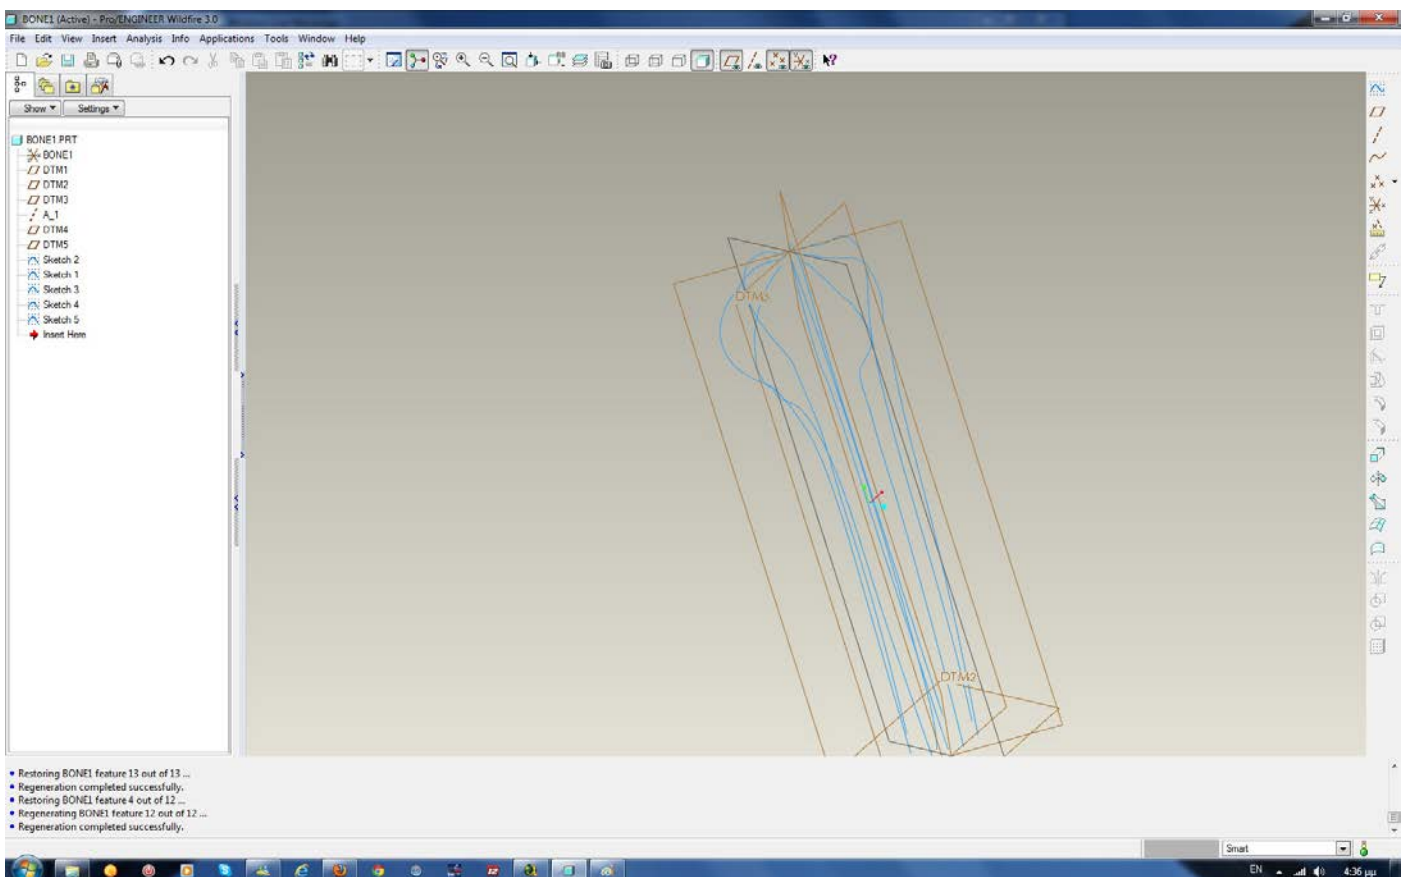 BONE1 (Active) - Pro/ENGINEER Wildfire 3.0
File Edit View Insert Analysis Info Applications Tools Window Help
Show Settings
BONE1.PRT
BONE1
DTM1
DTM2
DTM3
A_1
DTM4
DTM5
Sketch 2
Sketch 1
Sketch 3
Sketch 4
Sketch 5
Insert Here
DTM3
DTM2
• Restoring BONE1 feature 13 out of 13 ...
• Regeneration completed successfully.
• Restoring BONE1 feature 4 out of 12 ...
• Regenerating BONE1 feature 12 out of 12 ...
• Regeneration completed successfully.
Smart
EN 4:36 μμ